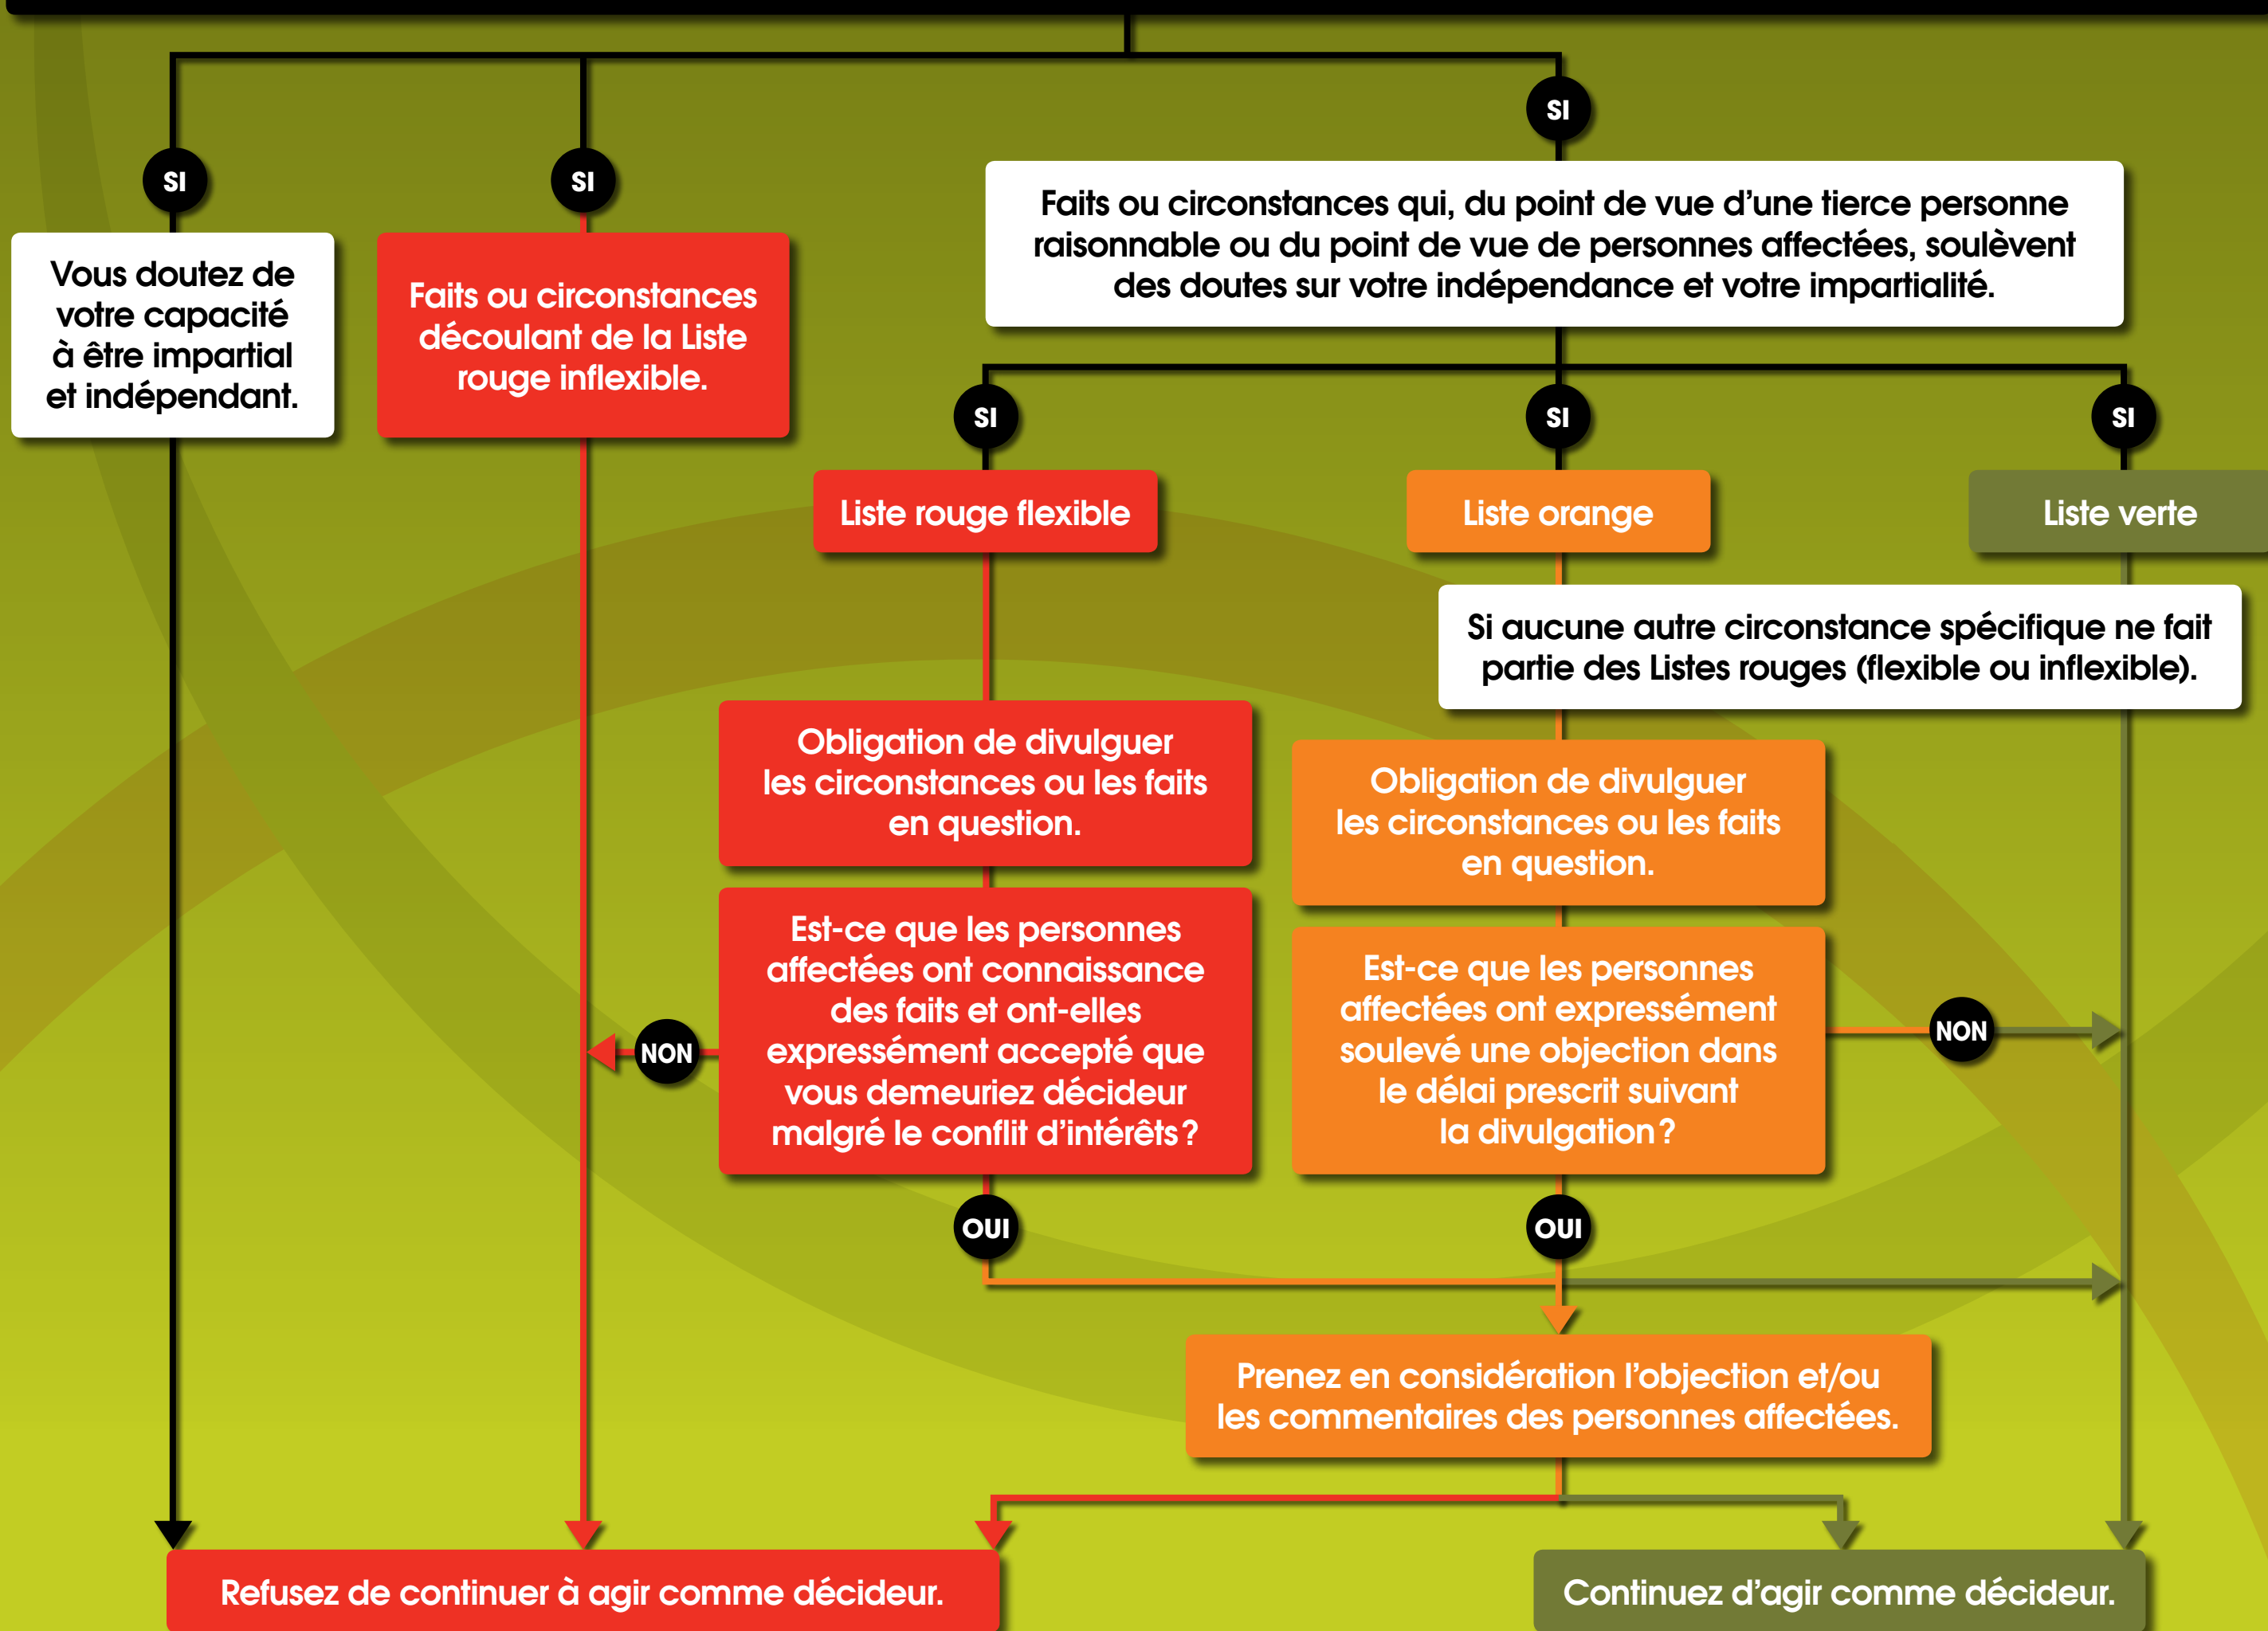 SI
SI
SI
Vous doutez de
votre capacité
à être impartial
et indépendant.
Faits ou circonstances
découlant de la Liste
rouge inflexible.
Faits ou circonstances qui, du point de vue d’une tierce personne
raisonnable ou du point de vue de personnes affectées, soulèvent
des doutes sur votre indépendance et votre impartialité.
SI
SI
SI
Liste rouge flexible
Liste orange
Liste verte
Si aucune autre circonstance spécifique ne fait
partie des Listes rouges (flexible ou inflexible).
Obligation de divulguer
les circonstances ou les faits
en question.
Obligation de divulguer
les circonstances ou les faits
en question.
Est-ce que les personnes
affectées ont connaissance
des faits et ont-elles
expressément accepté que
vous demeuriez décideur
malgré le conflit d’intérêts ?
NON
Est-ce que les personnes
affectées ont expressément
soulevé une objection dans
le délai prescrit suivant
la divulgation ?
NON
OUI
OUI
Prenez en considération l’objection et/ou
les commentaires des personnes affectées.
Refusez de continuer à agir comme décideur.
Continuez d’agir comme décideur.